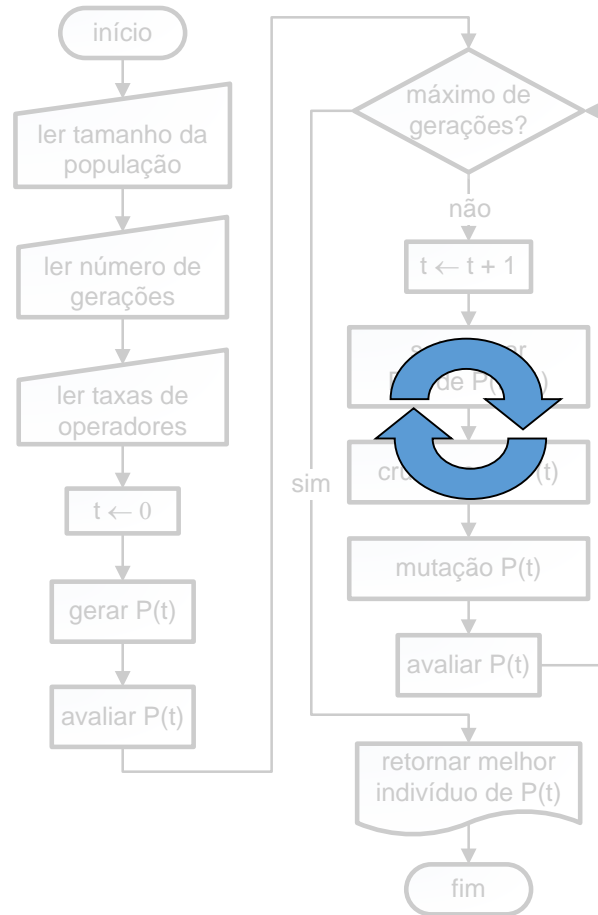 início
ler tamanho da
população
ler número de
gerações
ler taxas de
operadores
t ← 0
gerar P(t)
avaliar P(t)
máximo de
gerações?
não
sim
t ← t + 1
de
mutação P(t)
avaliar P(t)
retornar melhor
indivíduo de P(t)
fim